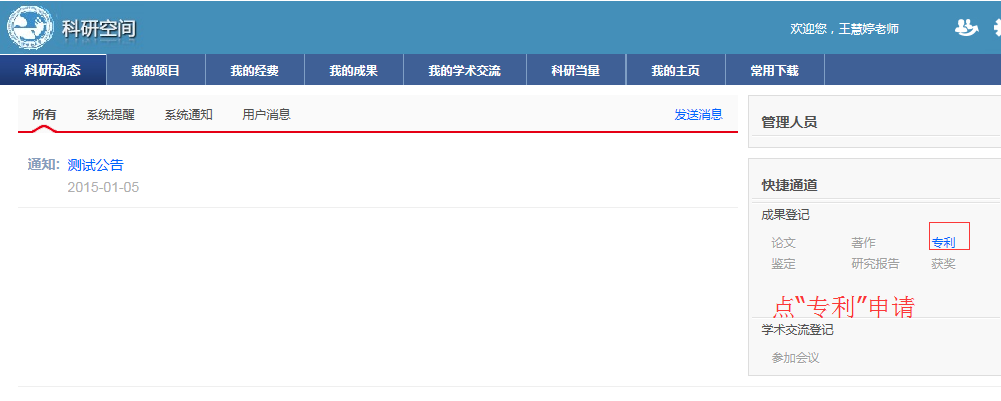 科研空间
欢迎您，王慧婷老师
科研动态 我的项目 我的经费 我的成果 我的学术交流 科研当量 我的主页 常用下载
所有 系统提醒 系统通知 用户消息 发送消息
通知： 测试公告
2015-01-05
管理人员
快捷通道
成果登记
论文 著作 专利
鉴定 研究报告 获奖
点“专利”申请
学术交流登记
参加会议